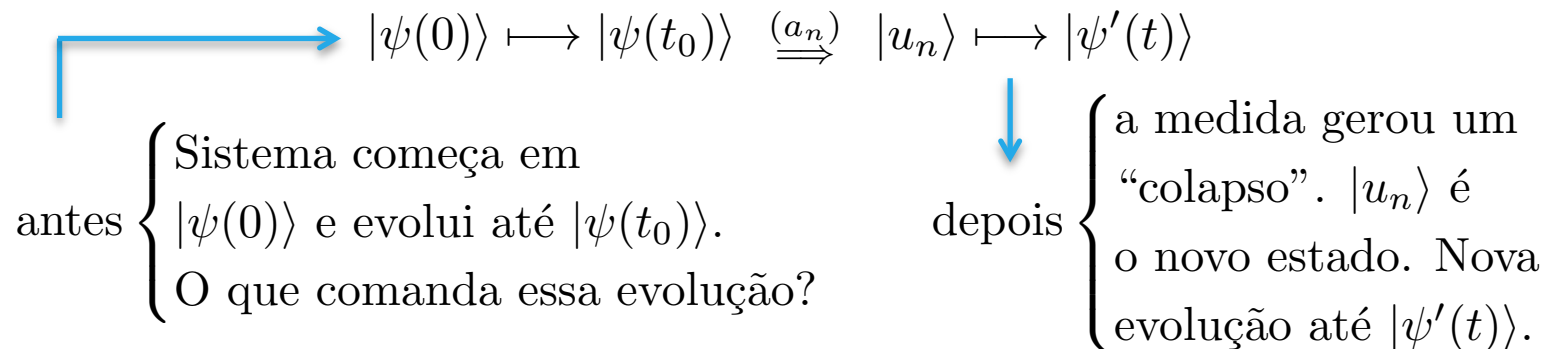 |ψ(0)⟩ ⟼ |ψ(t₀)⟩ (aₙ) ⟹ |uₙ⟩ ⟼ |ψ′(t)⟩
antes
Sistema começa em
|ψ(0)⟩ e evolui até |ψ(t₀)⟩.
O que comanda essa evolução?
depois
a medida gerou um
“colapso”. |uₙ⟩ é
o novo estado. Nova
evolução até |ψ′(t)⟩.